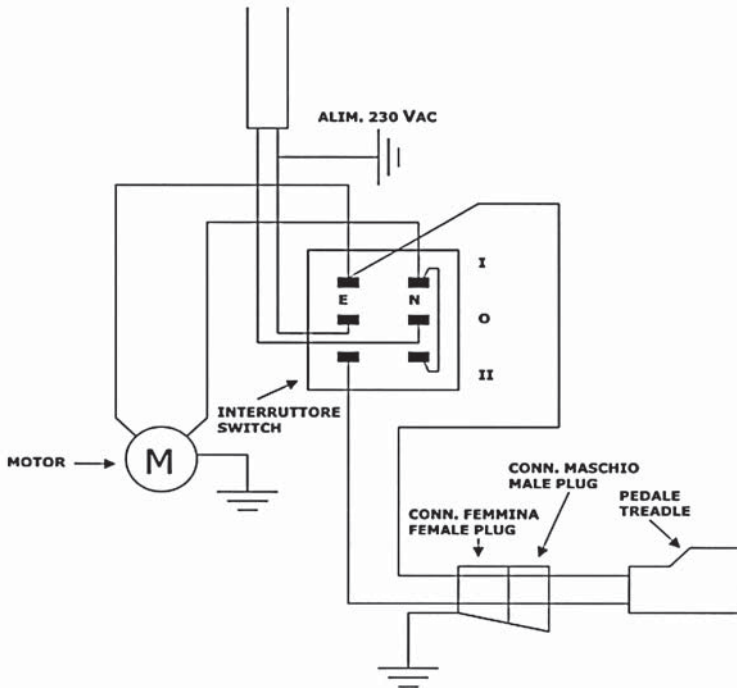 ALIM. 230 VAC
I
E
N
O
II
INTERRUTTORE
SWITCH
MOTOR
M
CONN. MASCHIO
MALE PLUG
CONN. FEMMINA
FEMALE PLUG
PEDALE
TREADLE